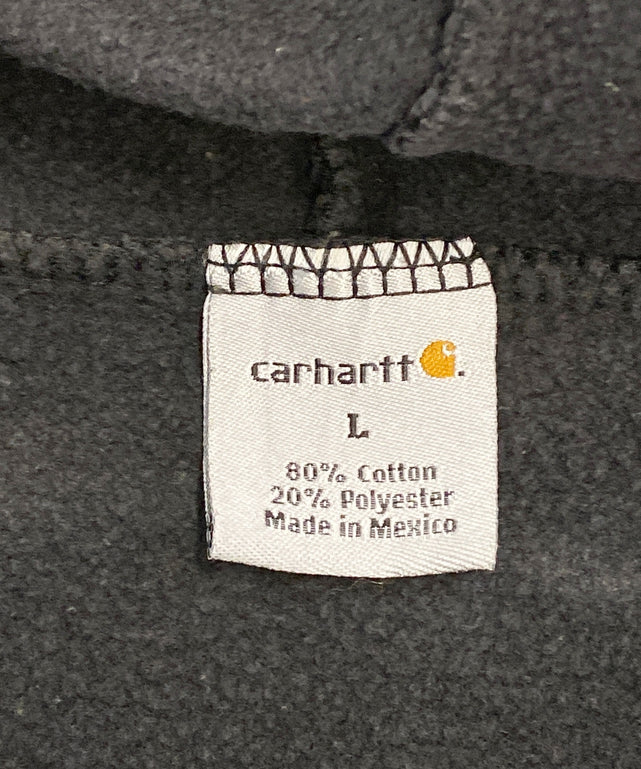 carhartt
L
80% Cotton
20% Polyester
Made in Mexico